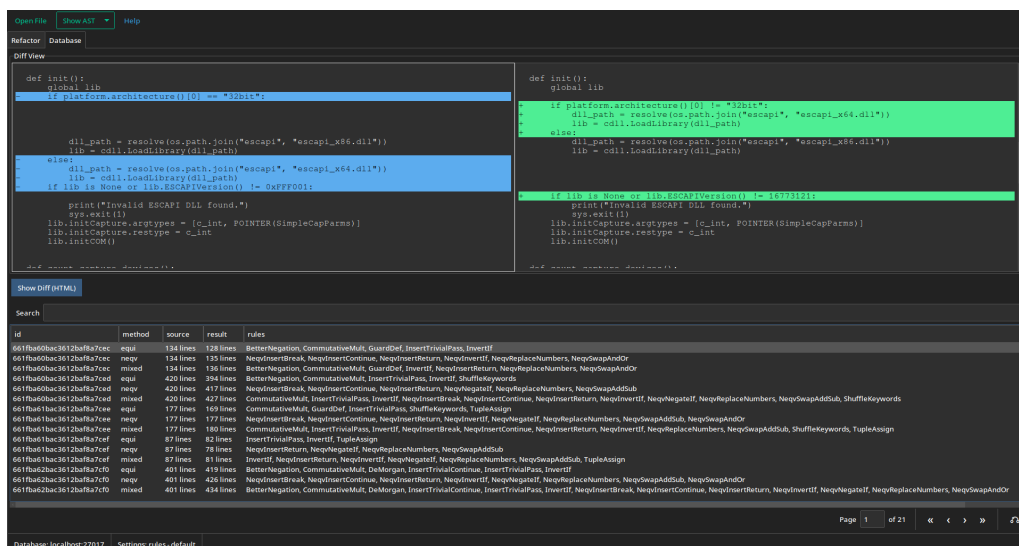 Open File Show AST Help
Refactor Database
Diff View
def init():
global lib
- if platform.architecture()[0] == "32bit":
dll_path = resolve(os.path.join("escapi", "escapi_x86.dll"))
lib = cdll.LoadLibrary(dll_path)
- else:
- dll_path = resolve(os.path.join("escapi", "escapi_x64.dll"))
- lib = cdll.LoadLibrary(dll_path)
- if lib is None or lib.ESCAPIVersion() != 0xFFF001:
print("Invalid ESCAPI DLL found.")
sys.exit(1)
lib.initCapture.argtypes = [c_int, POINTER(SimpleCapParms)]
lib.initCapture.restype = c_int
lib.initCOM()
def count_capture_devices():
def init():
global lib
+ if platform.architecture()[0] != "32bit":
+ dll_path = resolve(os.path.join("escapi", "escapi_x64.dll"))
+ lib = cdll.LoadLibrary(dll_path)
+ else:
dll_path = resolve(os.path.join("escapi", "escapi_x86.dll"))
lib = cdll.LoadLibrary(dll_path)
+ if lib is None or lib.ESCAPIVersion() != 16773121:
print("Invalid ESCAPI DLL found.")
sys.exit(1)
lib.initCapture.argtypes = [c_int, POINTER(SimpleCapParms)]
lib.initCapture.restype = c_int
lib.initCOM()
def count_capture_devices():
Show Diff (HTML)
Search
id method source result rules
661fba60bac3612baf8a7cec equi 134 lines 128 lines BetterNegation, CommutativeMult, GuardDef, InsertTrivialPass, InvertIf
661fba60bac3612baf8a7cec neqv 134 lines 135 lines NeqvInsertBreak, NeqvInsertContinue, NeqvInsertReturn, NeqvInvertIf, NeqvReplaceNumbers, NeqvSwapAndOr
661fba60bac3612baf8a7cec mixed 134 lines 136 lines BetterNegation, CommutativeMult, GuardDef, InvertIf, NeqvInsertReturn, NeqvInvertIf, NeqvReplaceNumbers, NeqvSwapAndOr
661fba60bac3612baf8a7ced equi 420 lines 394 lines BetterNegation, CommutativeMult, InsertTrivialPass, InvertIf, ShuffleKeywords
661fba60bac3612baf8a7ced neqv 420 lines 417 lines NeqvInsertBreak, NeqvInsertContinue, NeqvInsertReturn, NeqvNegateIf, NeqvReplaceNumbers, NeqvSwapAddSub
661fba60bac3612baf8a7ced mixed 420 lines 427 lines CommutativeMult, InsertTrivialPass, InvertIf, NeqvInsertBreak, NeqvInsertContinue, NeqvInsertReturn, NeqvInvertIf, NeqvNegateIf, NeqvReplaceNumbers, NeqvSwapAddSub, ShuffleKeywords
661fba61bac3612baf8a7cee equi 177 lines 169 lines CommutativeMult, GuardDef, InsertTrivialPass, ShuffleKeywords, TupleAssign
661fba61bac3612baf8a7cee neqv 177 lines 177 lines NeqvInsertBreak, NeqvInsertContinue, NeqvInsertReturn, NeqvInvertIf, NeqvReplaceNumbers, NeqvSwapAddSub, NeqvSwapAndOr
661fba61bac3612baf8a7cee mixed 177 lines 180 lines CommutativeMult, InsertTrivialPass, InvertIf, NeqvInsertBreak, NeqvInsertContinue, NeqvInsertReturn, NeqvInvertIf, NeqvReplaceNumbers, NeqvSwapAddSub, ShuffleKeywords, TupleAssign
661fba61bac3612baf8a7cef equi 87 lines 82 lines InsertTrivialPass, InvertIf, TupleAssign
661fba61bac3612baf8a7cef neqv 87 lines 78 lines NeqvInsertReturn, NeqvNegateIf, NeqvReplaceNumbers, NeqvSwapAddSub
661fba61bac3612baf8a7cef mixed 87 lines 81 lines InvertIf, NeqvInsertReturn, NeqvInvertIf, NeqvNegateIf, NeqvReplaceNumbers, NeqvSwapAddSub, TupleAssign
661fba62bac3612baf8a7cf0 equi 401 lines 419 lines BetterNegation, CommutativeMult, DeMorgan, InsertTrivialContinue, InsertTrivialPass, InvertIf
661fba62bac3612baf8a7cf0 neqv 401 lines 426 lines NeqvInsertBreak, NeqvInsertContinue, NeqvInsertReturn, NeqvInvertIf, NeqvNegateIf, NeqvReplaceNumbers, NeqvSwapAddSub, NeqvSwapAndOr
661fba62bac3612baf8a7cf0 mixed 401 lines 434 lines BetterNegation, CommutativeMult, DeMorgan, InsertTrivialContinue, InsertTrivialPass, InvertIf, NeqvInsertBreak, NeqvInsertContinue, NeqvInsertReturn, NeqvInvertIf, NeqvNegateIf, NeqvReplaceNumbers, NeqvSwapAndOr
Page 1 of 21 « ‹ › »
Database: localhost:27017 Settings: rules - default